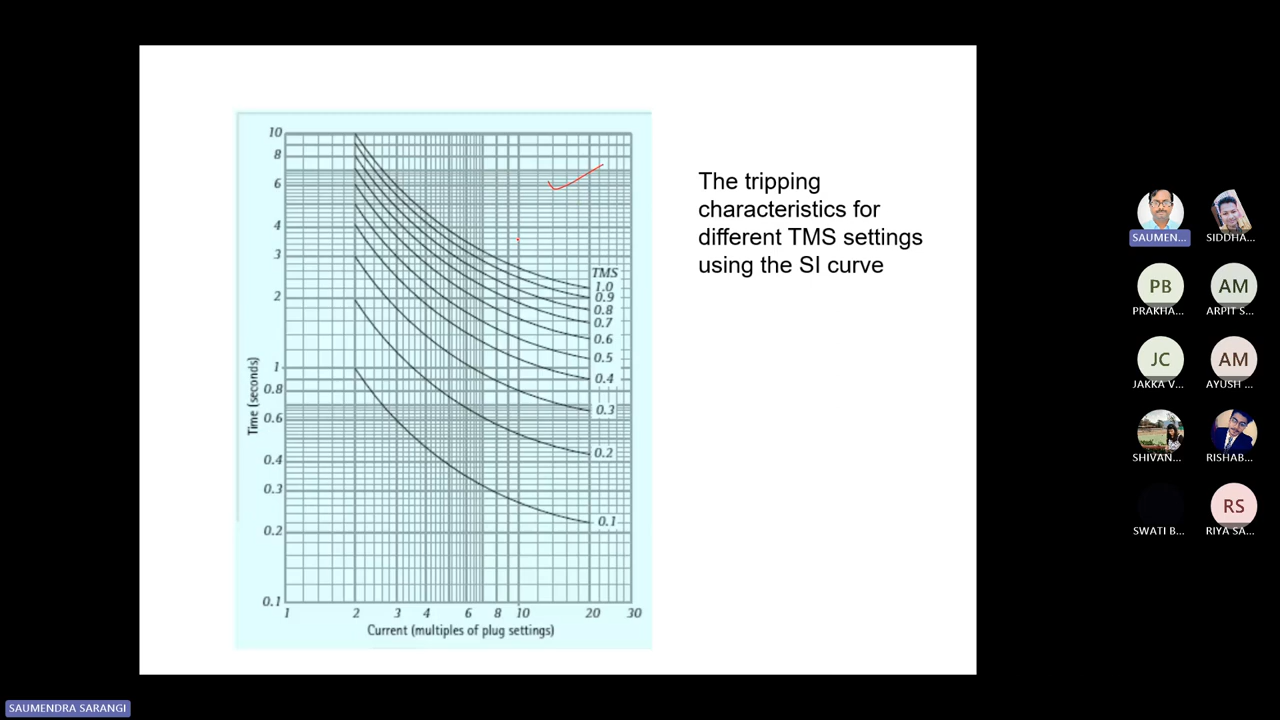 The tripping
characteristics for
different TMS settings
using the SI curve
10
8
6
4
3
2
1
0.8
0.6
0.4
0.3
0.2
0.1
Time (seconds)
TMS
1.0
0.9
0.8
0.7
0.6
0.5
0.4
0.3
0.2
0.1
1 2 3 4 6 8 10 20 30
Current (multiples of plug settings)
SAUMEN... SIDDHA...
PB AM
PRAKHA... ARPIT S...
JC AM
JAKKA V... AYUSH ...
SHIVAN... RISHAB...
RS
SWATI B... RIYA SA...
SAUMENDRA SARANGI